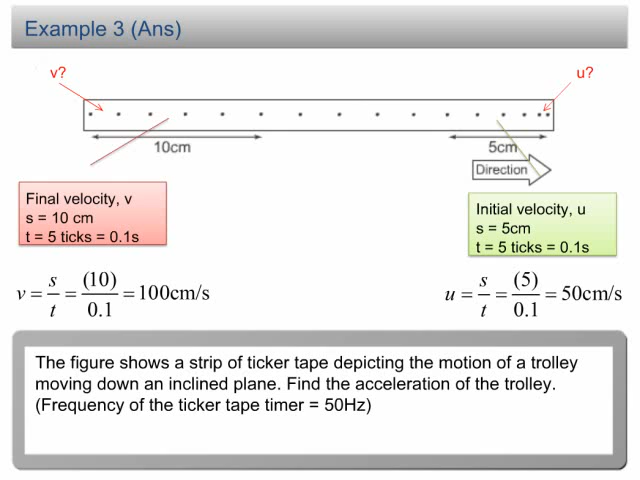 Example 3 (Ans)
v?
u?
10cm
5cm
Direction
Final velocity, v
s = 10 cm
t = 5 ticks = 0.1s
Initial velocity, u
s = 5cm
t = 5 ticks = 0.1s
v = s/t = (10)/0.1 = 100cm/s
u = s/t = (5)/0.1 = 50cm/s
The figure shows a strip of ticker tape depicting the motion of a trolley
moving down an inclined plane. Find the acceleration of the trolley.
(Frequency of the ticker tape timer = 50Hz)